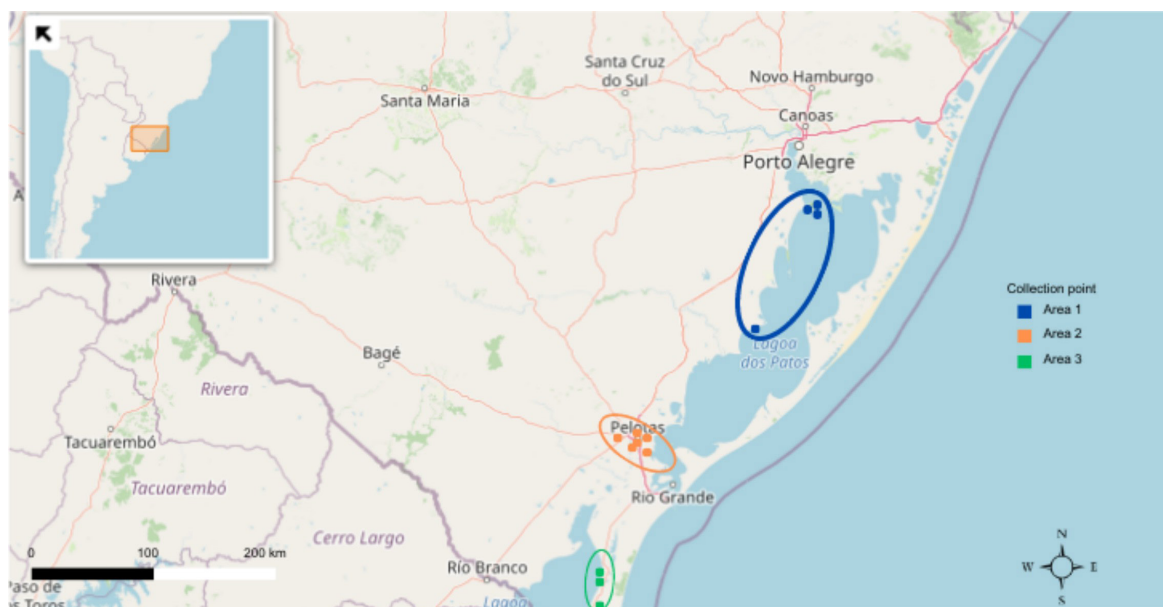 Santa Cruz
do Sul
Novo Hamburgo
Santa Maria
Canoas
Porto Alegre
A
Rivera
Collection point
Area 1
Area 2
Area 3
Lagoa
dos Patos
Bagé
Rivera
Pelotas
Tacuarembó
Tacuarembó
Rio Grande
Cerro Largo
N
W E
S
0 100 200 km
Río Branco
Paso de
os Toros
Lagoa